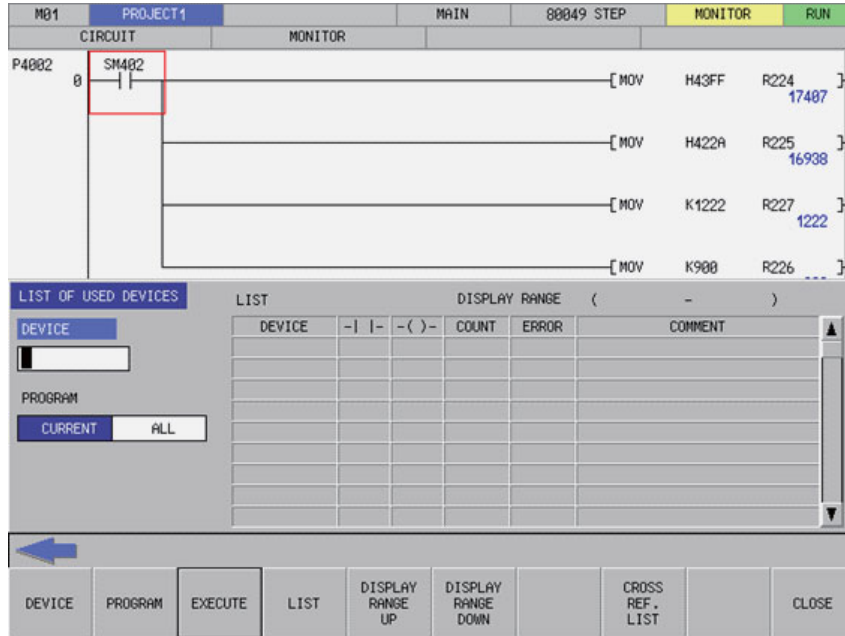 M01 PROJECT1 MAIN 80049 STEP MONITOR RUN
CIRCUIT MONITOR
P4002 0 SM402 MOV H43FF R224
17407
MOV H422A R225
16938
MOV K1222 R227
1222
MOV K900 R226
LIST OF USED DEVICES LIST DISPLAY RANGE ( - )
DEVICE DEVICE -| |- -( )- COUNT ERROR COMMENT
PROGRAM
CURRENT ALL
DEVICE PROGRAM EXECUTE LIST DISPLAY RANGE UP DISPLAY RANGE DOWN CROSS REF. LIST CLOSE